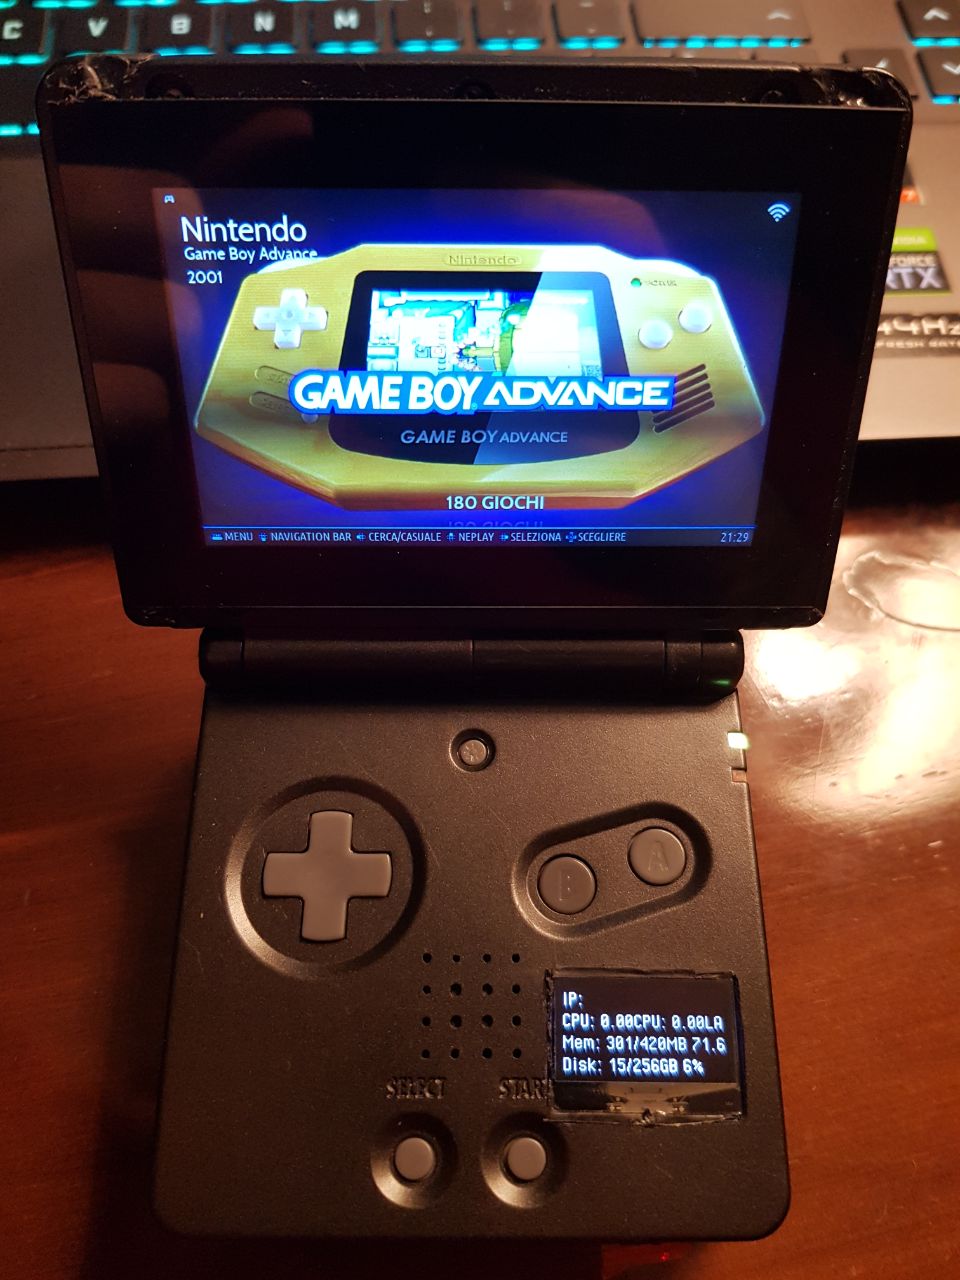 C V B N M
Nintendo
Game Boy Advance
2001
Nintendo
POWER
GAME BOY ADVANCE
GAME BOY ADVANCE
180 GIOCHI
MENU NAVIGATION BAR CERCA/CASUALE NEPLAY SELEZIONA SCEGLIERE 21:29
RTX
B A
IP:
CPU: 0.00CPU: 0.00LA
Mem: 301/420MB 71.6
Disk: 15/256GB 6%
SELECT START